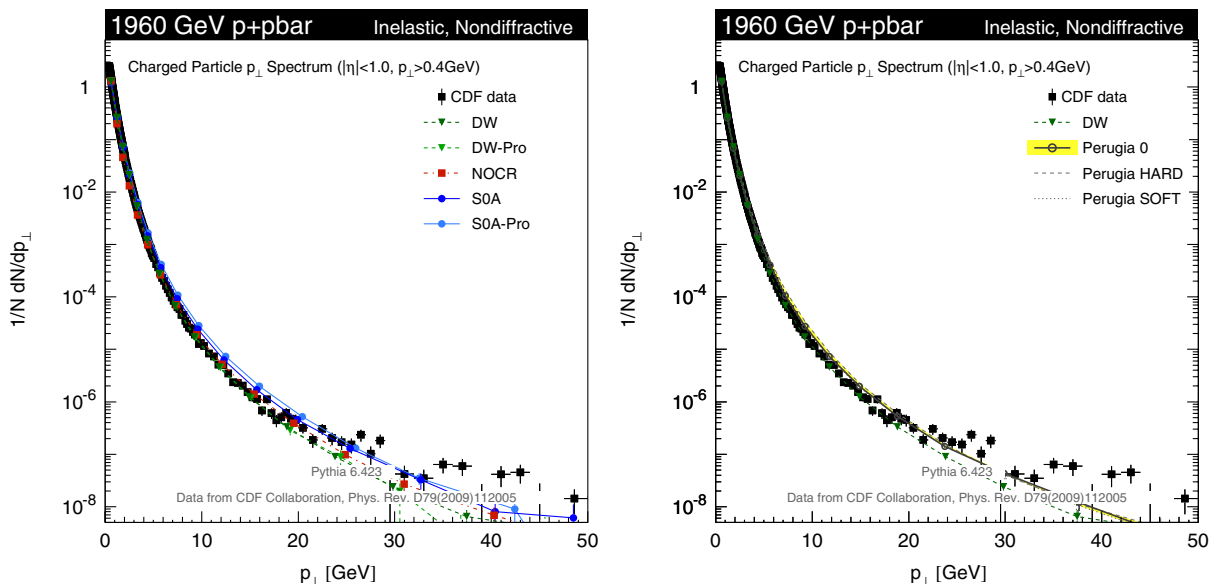 1960 GeV p+pbar Inelastic, Nondiffractive
Charged Particle p⊥ Spectrum (|η|<1.0, p⊥>0.4GeV)
CDF data
DW
DW-Pro
NOCR
S0A
S0A-Pro
1/N dN/dp⊥
1
10^-2
10^-4
10^-6
10^-8
Pythia 6.423
Data from CDF Collaboration, Phys. Rev. D79(2009)112005
0 10 20 30 40 50
p⊥ [GeV]
1960 GeV p+pbar Inelastic, Nondiffractive
Charged Particle p⊥ Spectrum (|η|<1.0, p⊥>0.4GeV)
CDF data
DW
Perugia 0
Perugia HARD
Perugia SOFT
1/N dN/dp⊥
1
10^-2
10^-4
10^-6
10^-8
Pythia 6.423
Data from CDF Collaboration, Phys. Rev. D79(2009)112005
0 10 20 30 40 50
p⊥ [GeV]